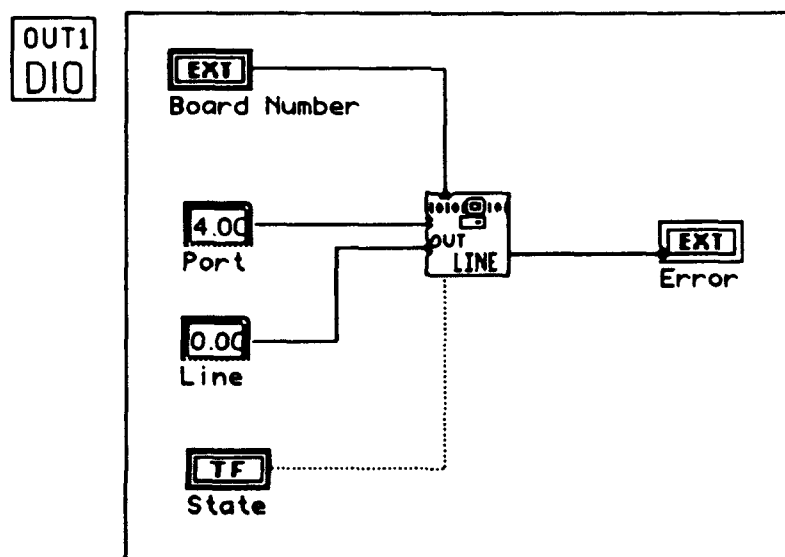 OUT1
DIO
EXT
Board Number
4.00
Port
OUT
LINE
EXT
Error
0.00
Line
TF
State